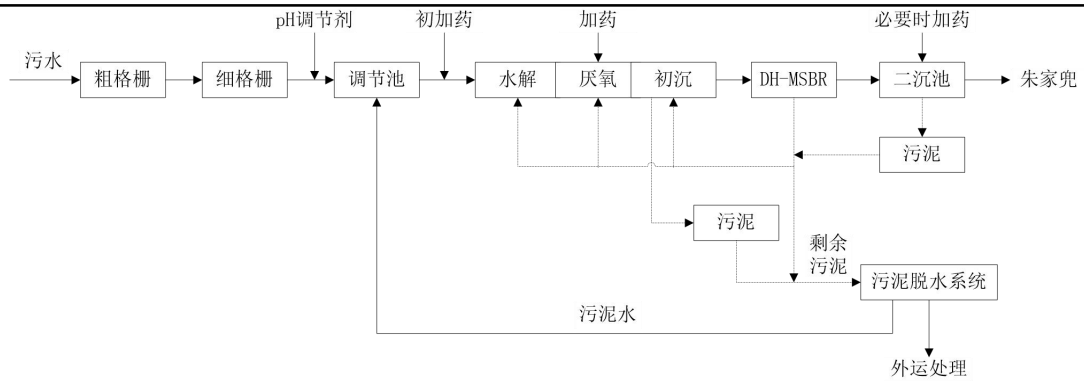 pH调节剂
初加药
加药
必要时加药
污水
粗格栅
细格栅
调节池
水解
厌氧
初沉
DH-MSBR
二沉池
朱家兜
污泥
污泥
剩余
污泥
污泥脱水系统
污泥水
外运处理